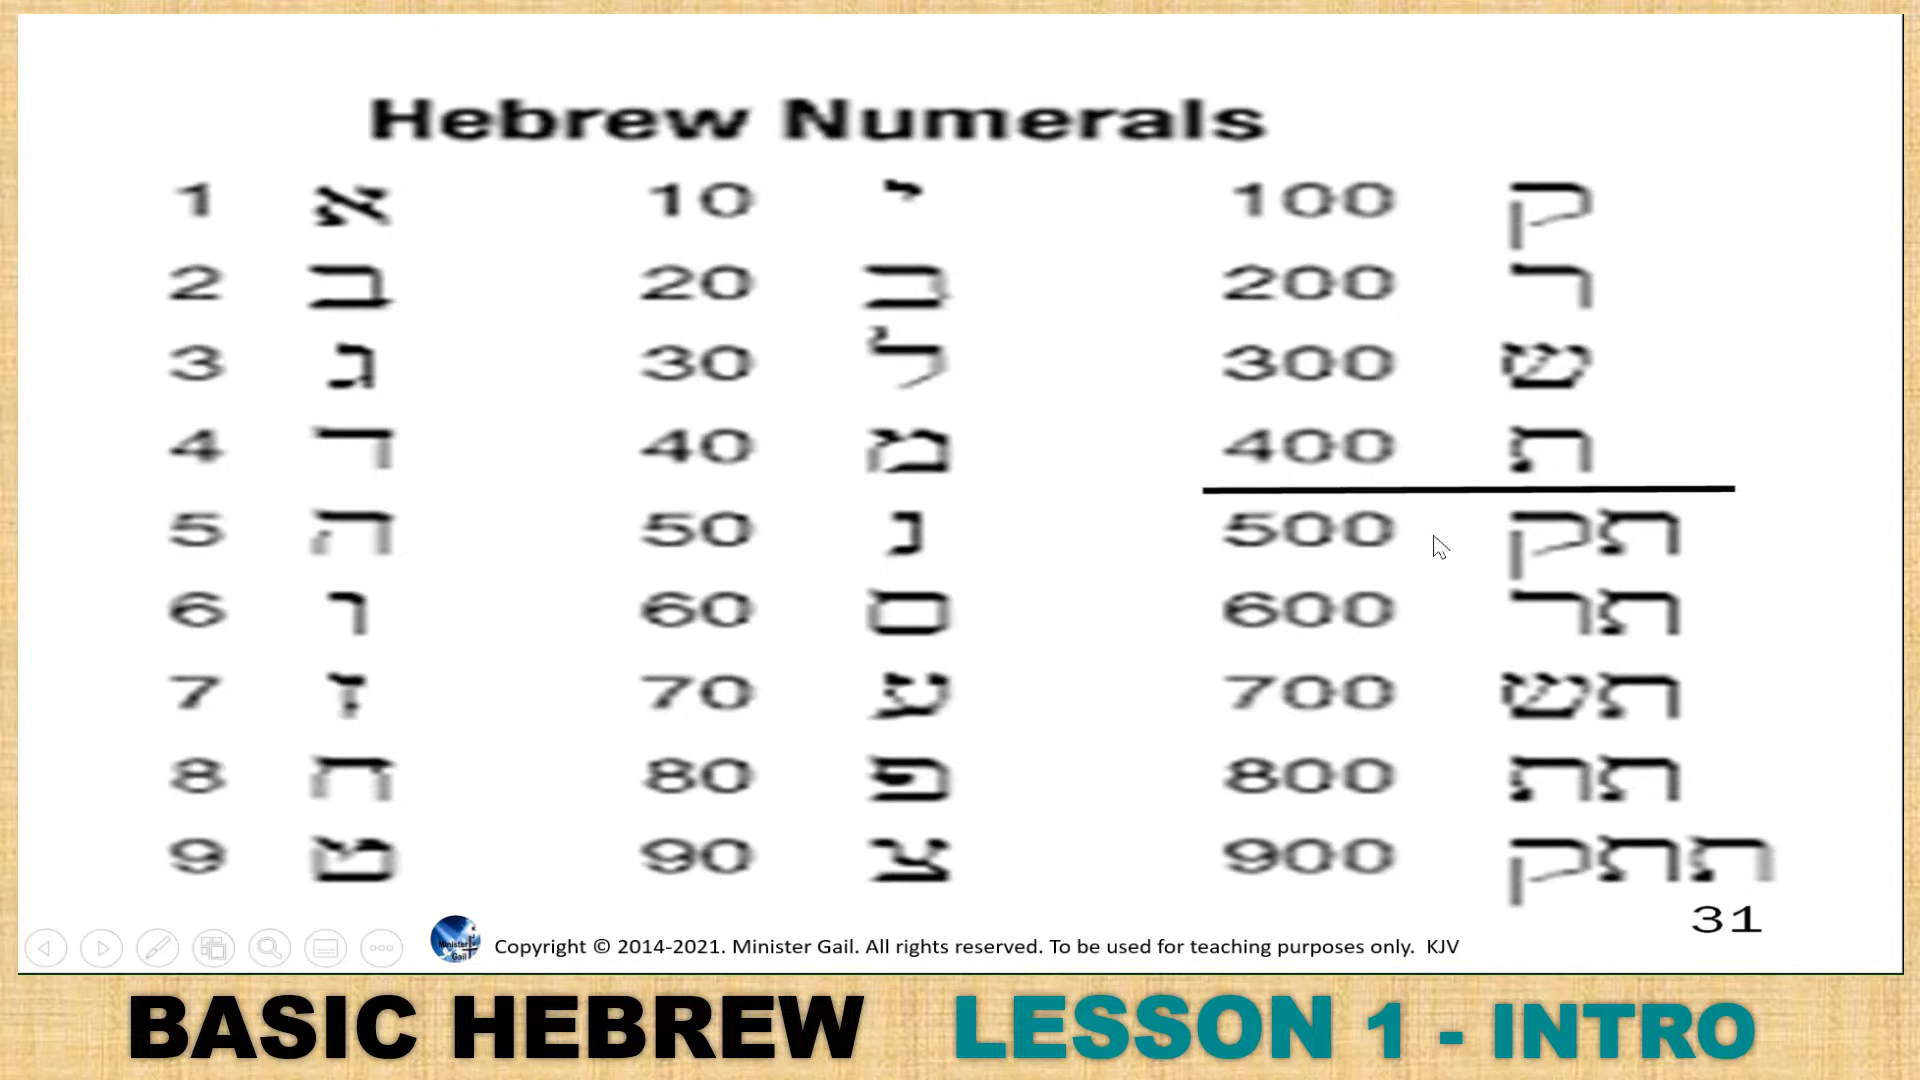 Hebrew Numerals
1 א 10 י 100 ק
2 ב 20 ב 200 ר
3 ג 30 ל 300 ש
4 ד 40 מ 400 ת
5 ה 50 נ 500 תק
6 ו 60 ם 600 תר
7 ז 70 ע 700 תש
8 ח 80 פ 800 תת
9 ט 90 צ 900 תתק
31
Minister
Gail
Copyright © 2014-2021. Minister Gail. All rights reserved. To be used for teaching purposes only. KJV
BASIC HEBREW LESSON 1 - INTRO